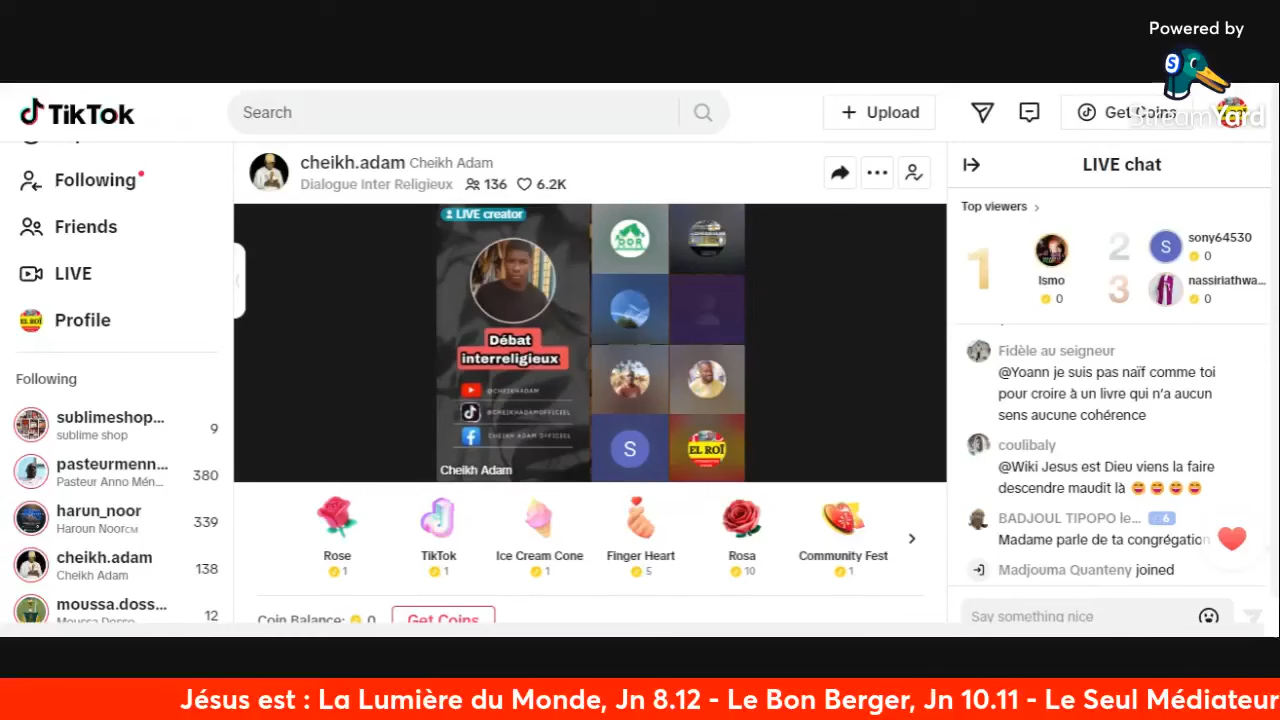 Powered by
StreamYard
TikTok
Search
Upload
Get Coins
Following
Friends
LIVE
Profile
Following
sublimeshop...
sublime shop
9
pasteurmenn...
Pasteur Anno Mén...
380
harun_noor
Haroun Noor™
339
cheikh.adam
Cheikh Adam
138
moussa.doss...
Moussa Dosso
12
cheikh.adam Cheikh Adam
Dialogue Inter Religieux 136 6.2K
LIVE creator
Débat
interreligieux
@CHEIKHADAM
@CHEIKHADAMOFFICIEL
CHEIKH ADAM OFFICIEL
Cheikh Adam
DDR
S
EL ROÏ
Rose
1
TikTok
1
Ice Cream Cone
1
Finger Heart
5
Rosa
10
Community Fest
1
Coin Balance: 0 Get Coins
LIVE chat
Top viewers
1
Ismo
0
2
S
sony64530
0
3
nassiriathwa...
0
Fidèle au seigneur
@Yoann je suis pas naïf comme toi
pour croire à un livre qui n'a aucun
sens aucune cohérence
coulibaly
@Wiki Jesus est Dieu viens la faire
descendre maudit là 😄😄😄😄
BADJOUL TIPOPO le... 6
Madame parle de ta congrégation
Madjouma Quanteny joined
Say something nice
Jésus est : La Lumière du Monde, Jn 8.12 - Le Bon Berger, Jn 10.11 - Le Seul Médiateur